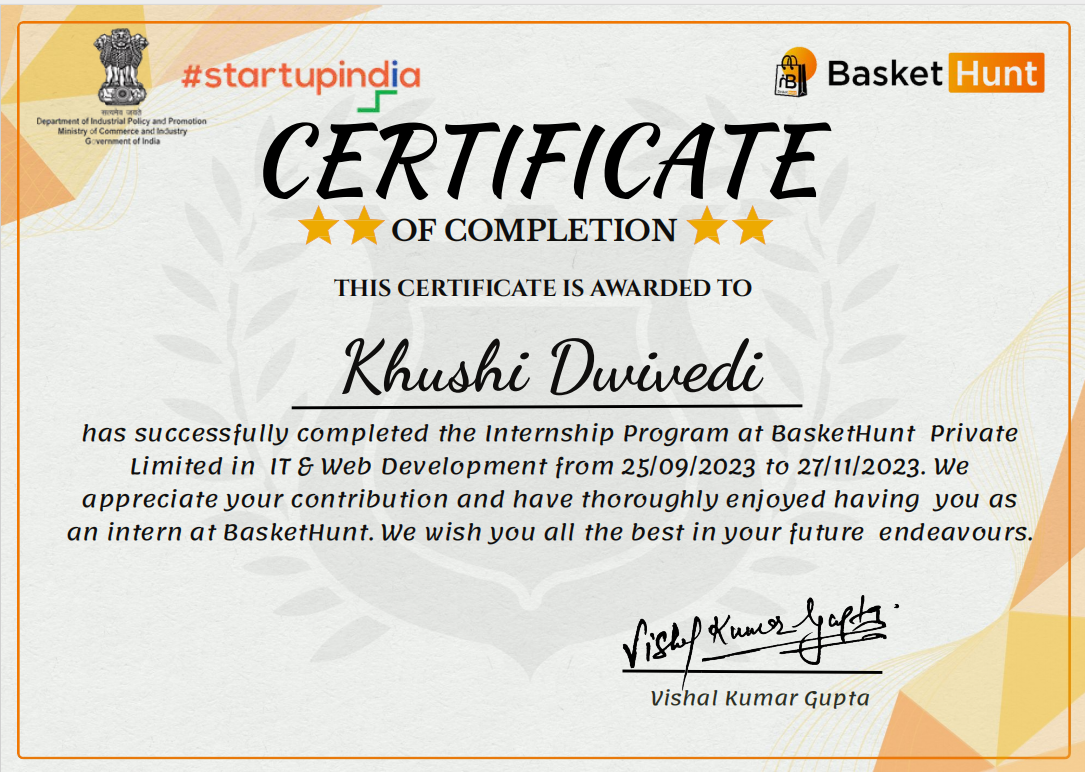 सत्यमेव जयते
Department of Industrial Policy and Promotion
Ministry of Commerce and Industry
Government of India
#startupindia
B
Basket Hunt
CERTIFICATE
OF COMPLETION
THIS CERTIFICATE IS AWARDED TO
Khushi Dwivedi
has successfully completed the Internship Program at BasketHunt Private
Limited in IT & Web Development from 25/09/2023 to 27/11/2023. We
appreciate your contribution and have thoroughly enjoyed having you as
an intern at BasketHunt. We wish you all the best in your future endeavours.
Vishal Kumar Gupta
Vishal Kumar Gupta